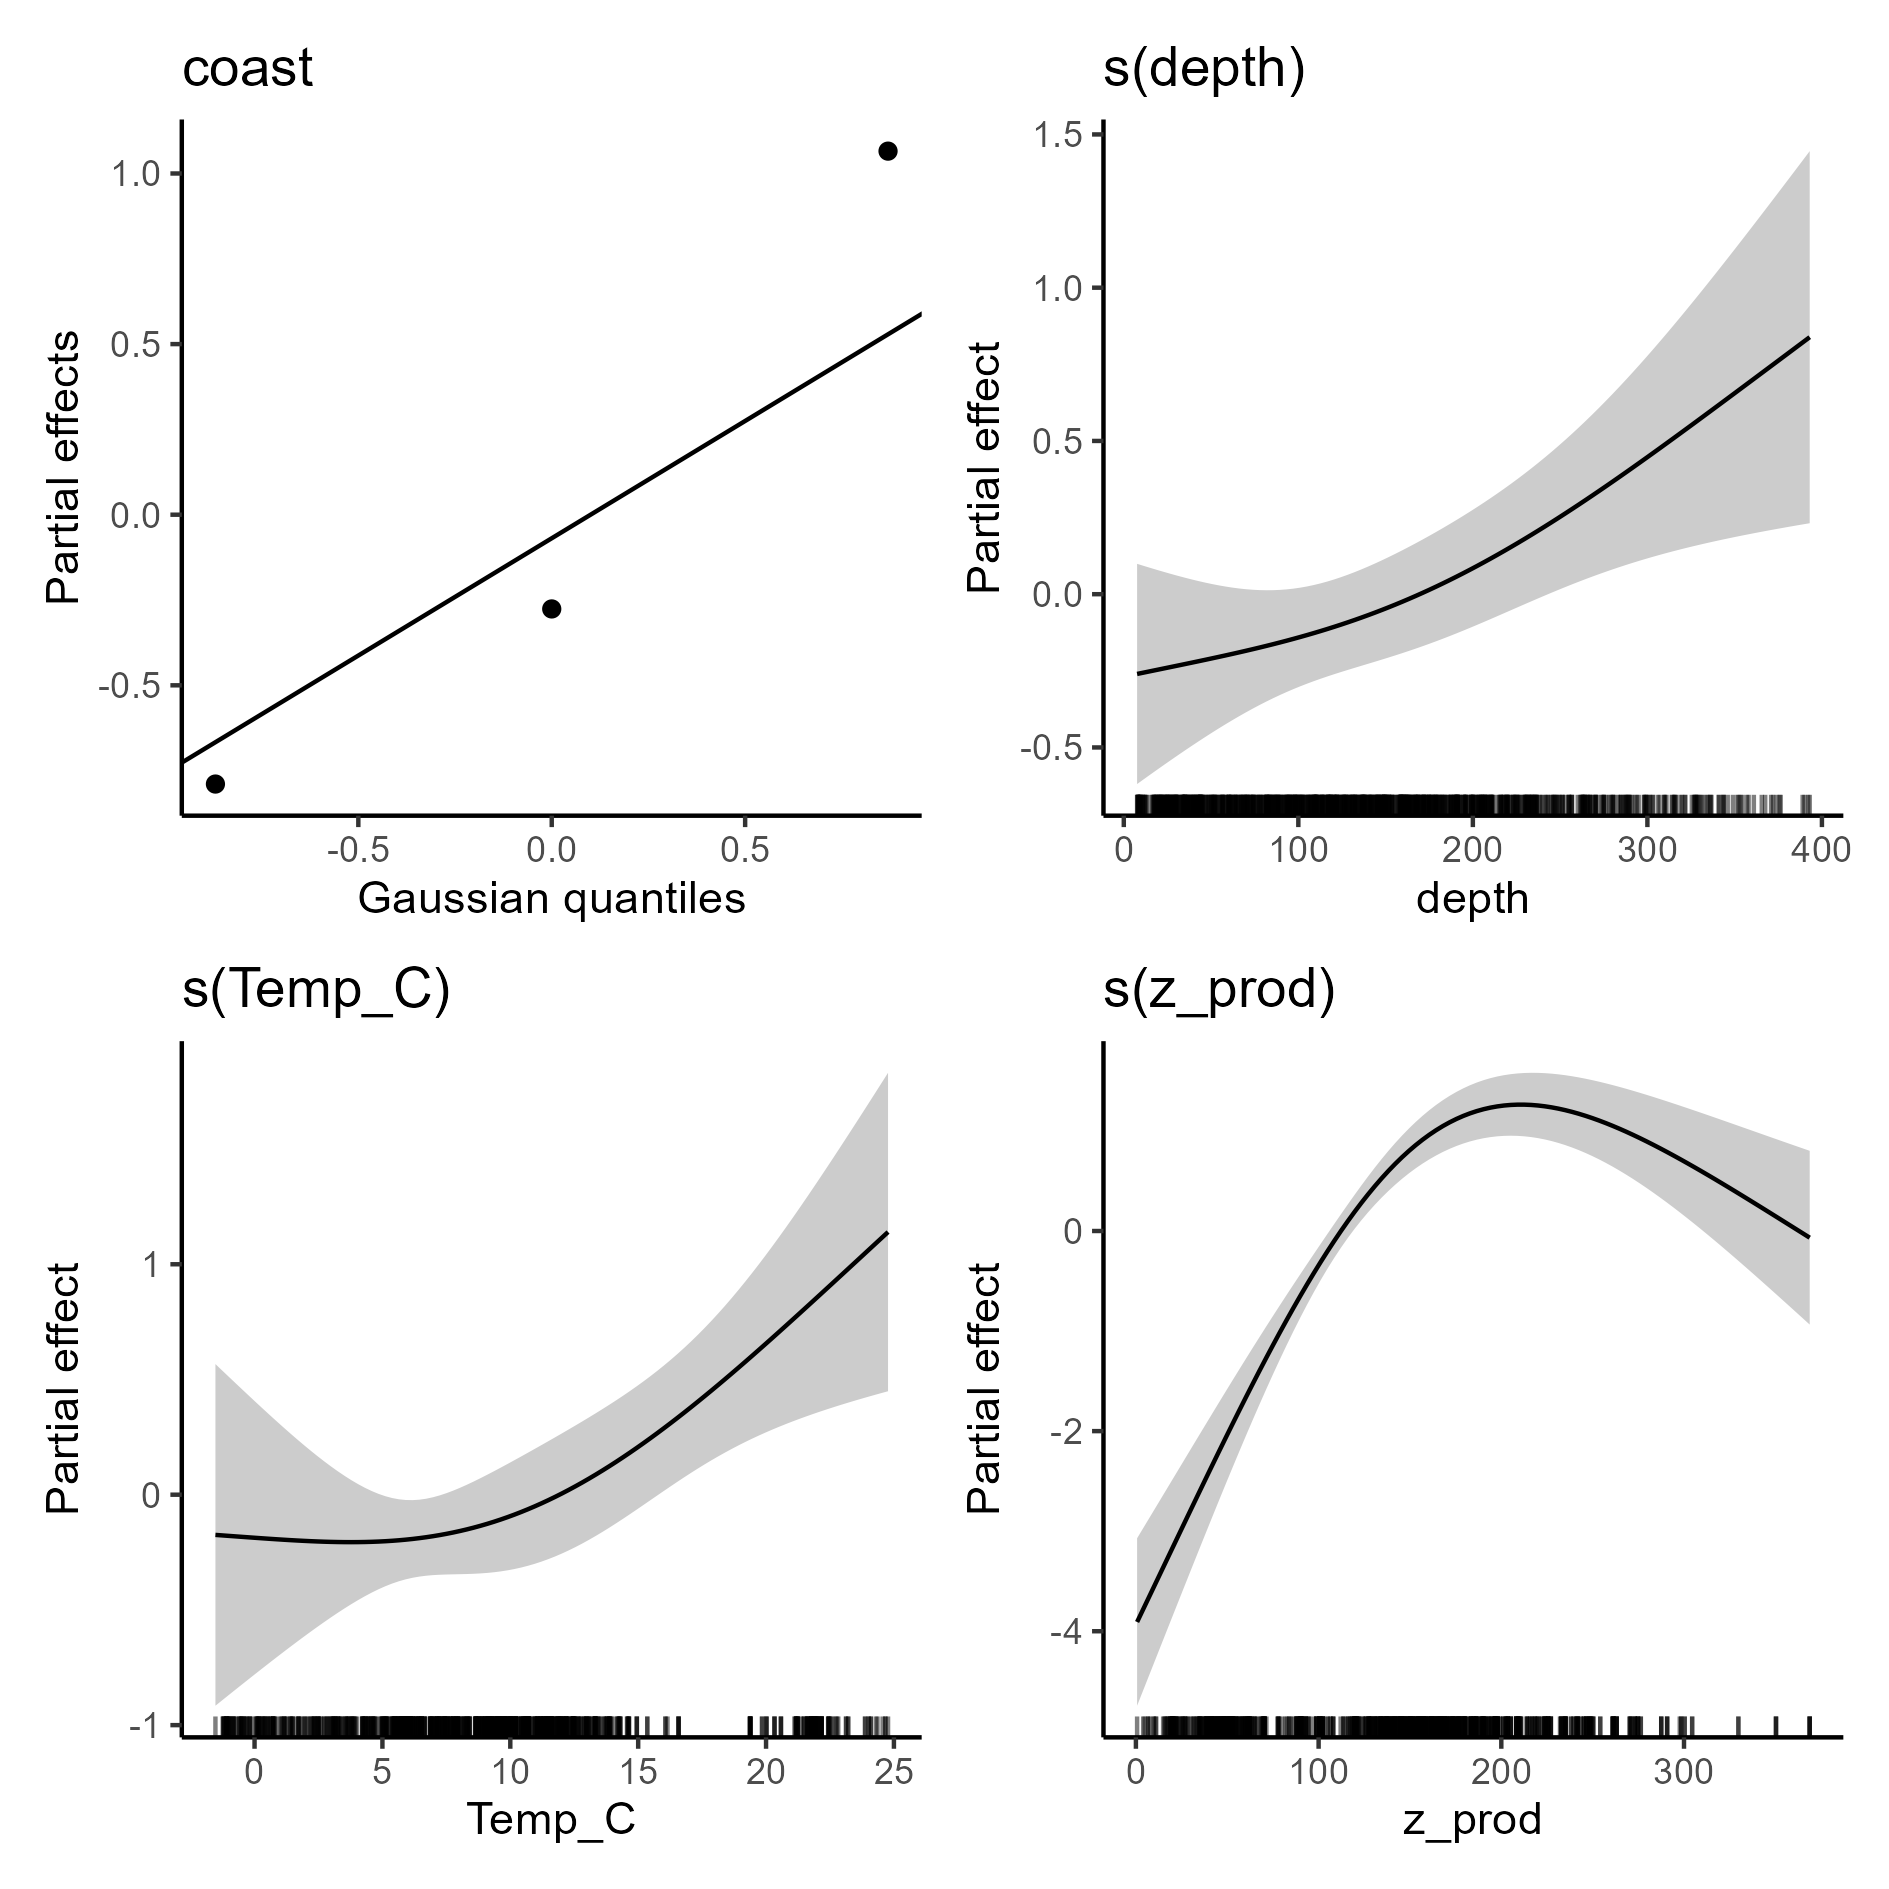 coast
1.0
0.5
0.0
-0.5
Partial effects
-0.5 0.0 0.5
Gaussian quantiles
s(depth)
1.5
1.0
0.5
0.0
-0.5
Partial effect
0 100 200 300 400
depth
s(Temp_C)
1
0
-1
Partial effect
0 5 10 15 20 25
Temp_C
s(z_prod)
0
-2
-4
Partial effect
0 100 200 300
z_prod